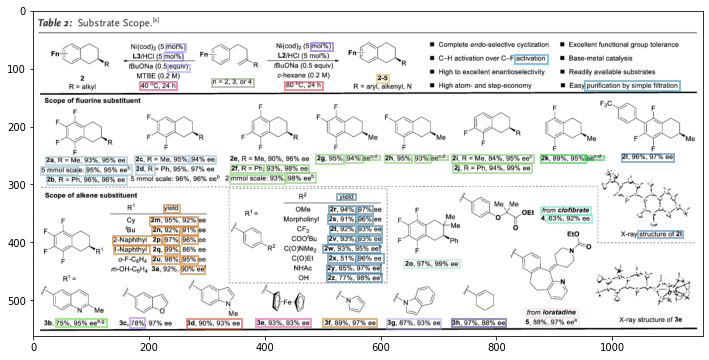 Table 2: Substrate Scope.[a]
Ni(cod)2 (5 mol%)
L3/HCl (5 mol%)
tBuONa (0.5 equiv)
MTBE (0.2 M)
40 ºC, 24 h
Fn
R
2
R = alkyl
Fn
R
n = 2, 3, or 4
Ni(cod)2 (5 mol%)
L2/HCl (5 mol%)
tBuONa (0.5 equiv)
c-hexane (0.2 M)
80 ºC, 24 h
Fn
R
2-5
R = aryl, alkenyl, N
■ Complete endo-selective cyclization
■ C–H activation over C–F activation
■ High to excellent enantioselectivity
■ High atom- and step-economy
■ Excellent functional group tolerance
■ Base-metal catalysis
■ Readily available substrates
■ Easy purification by simple filtration
Scope of fluorine substituent
2a, R = Me, 93%, 95% ee
5 mmol scale: 95%, 95% ee
2b, R = Ph, 96%, 96% ee
2c, R = Me, 95%, 94% ee
2d, R = Ph, 95%, 97% ee
5 mmol scale: 96%, 96% ee
2e, R = Me, 90%, 96% ee
2f, R = Ph, 93%, 98% ee
2 mmol scale: 93%, 98% ee
2g, 95%, 94% ee
2h, 95%, 93% ee
2i, R = Me, 84%, 95% ee
2j, R = Ph, 94%, 99% ee
2k, 89%, 95% ee
2l, 96%, 97% ee
F3C
Scope of alkene substituent
R1
yield
Cy
2m, 95%, 92% ee
tBu
2n, 92%, 91% ee
2-Naphthyl
2p, 97%, 96% ee
1-Naphthyl
2q, 99%, 86% ee
o-F-C6H4
2u, 98%, 95% ee
m-OH-C6H4
3a, 92%, 90% ee
R1 =
R2
R2
yield
OMe
2r, 94%, 97% ee
Morpholinyl
2s, 91%, 96% ee
CF3
2t, 92%, 93% ee
COOtBu
2v, 93%, 93% ee
C(O)NMe2
2w, 93%, 95% ee
C(O)Et
2x, 51%, 96% ee
NHAc
2y, 65%, 97% ee
OH
2z, 77%, 98% ee
2o, 97%, 99% ee
from clofibrate
4, 63%, 92% ee
X-ray structure of 2l
R1 =
3b, 75%, 95% ee
3c, 78%, 97% ee
3d, 90%, 93% ee
3e, 93%, 93% ee
3f, 89%, 97% ee
3g, 87%, 93% ee
3h, 97%, 88% ee
from loratadine
5, 88%, 97% ee
X-ray structure of 3e